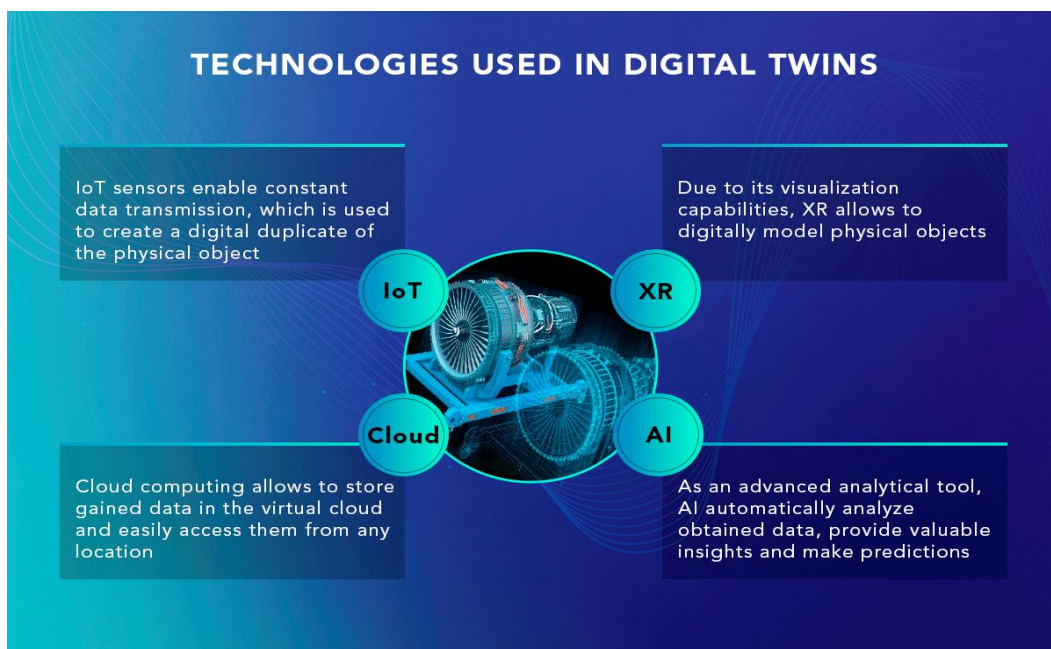 TECHNOLOGIES USED IN DIGITAL TWINS
IoT sensors enable constant
data transmission, which is used
to create a digital duplicate of
the physical object
IoT
Due to its visualization
capabilities, XR allows to
digitally model physical objects
XR
Cloud
Cloud computing allows to store
gained data in the virtual cloud
and easily access them from any
location
AI
As an advanced analytical tool,
AI automatically analyze
obtained data, provide valuable
insights and make predictions